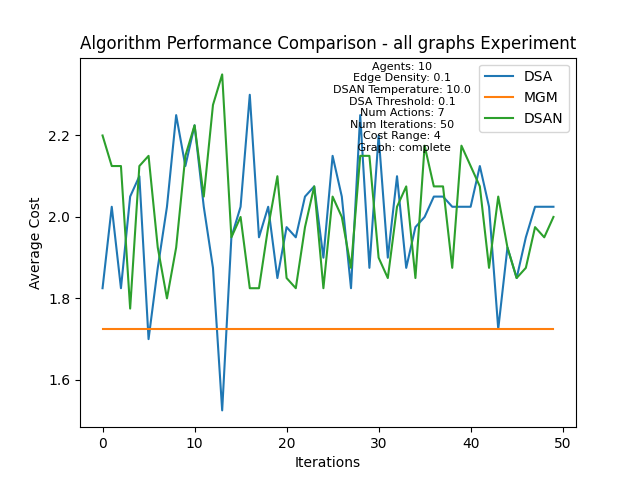 Algorithm Performance Comparison - all graphs Experiment
Agents: 10
Edge Density: 0.1
DSAN Temperature: 10.0
DSA Threshold: 0.1
Num Actions: 7
Num Iterations: 50
Cost Range: 4
Graph: complete
DSA
MGM
DSAN
Average Cost
2.2
2.0
1.8
1.6
0
10
20
30
40
50
Iterations